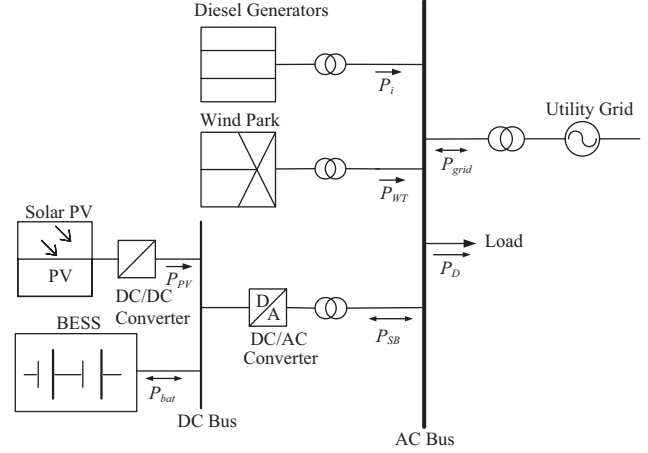 Diesel Generators
P_i
Wind Park
Utility Grid
P_grid
P_WT
Solar PV
PV
P_PV
DC/DC
Converter
Load
P_D
D
A
DC/AC
Converter
P_SB
BESS
P_bat
DC Bus
AC Bus